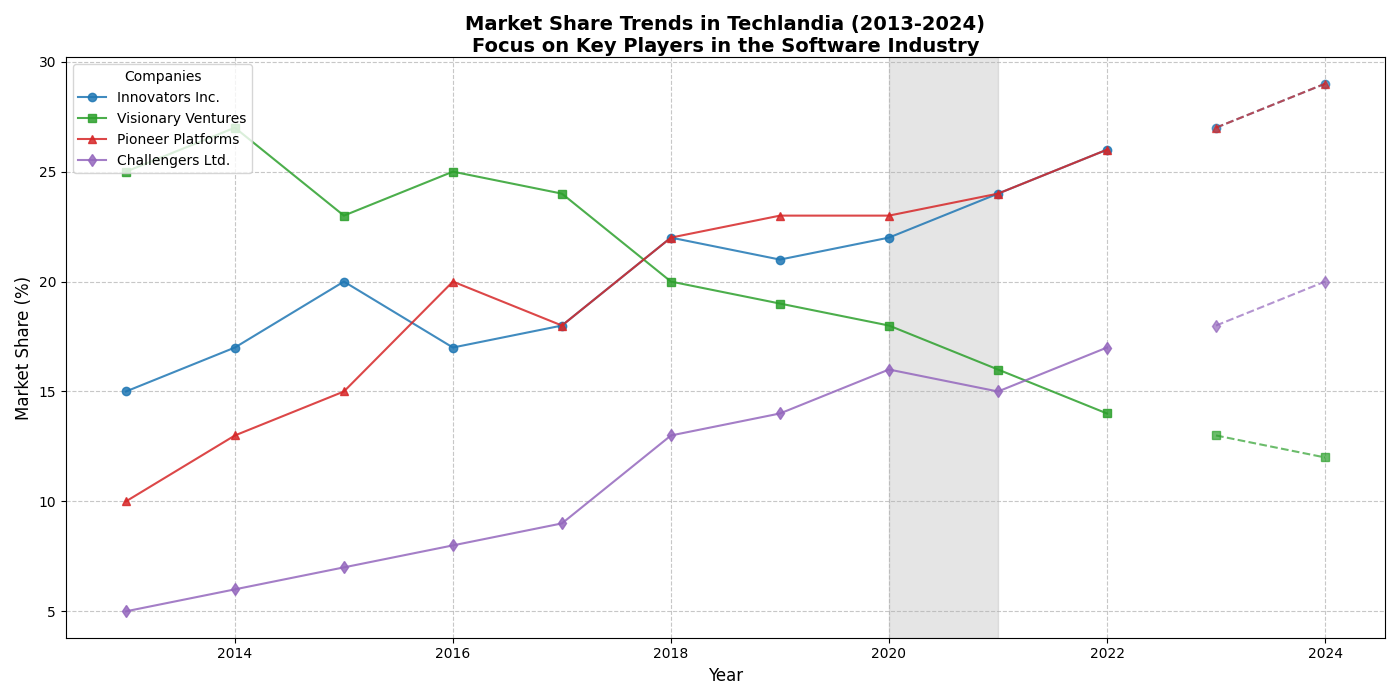 Market Share Trends in Techlandia (2013-2024)
Focus on Key Players in the Software Industry
Companies
Innovators Inc.
Visionary Ventures
Pioneer Platforms
Challengers Ltd.
Market Share (%)
30
25
20
15
10
5
2014
2016
2018
2020
2022
2024
Year